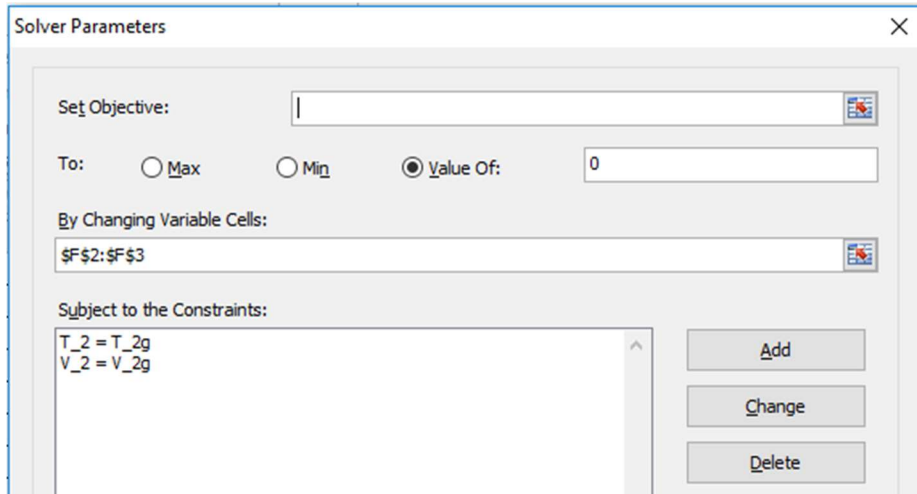 Solver Parameters
Set Objective:
To: Max Min Value Of: 0
By Changing Variable Cells:
$F$2:$F$3
Subject to the Constraints:
T_2 = T_2g
V_2 = V_2g
Add
Change
Delete